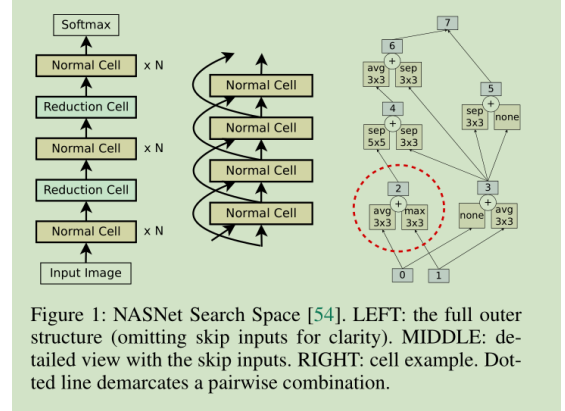 Softmax
Normal Cell x N
Reduction Cell
Normal Cell x N
Reduction Cell
Normal Cell x N
Input Image
Normal Cell
Normal Cell
Normal Cell
Normal Cell
7
6
+
avg 3x3
sep 3x3
5
+
sep 3x3
none
4
+
sep 5x5
sep 3x3
2
+
avg 3x3
max 3x3
3
+
none
avg 3x3
0
1
Figure 1: NASNet Search Space [54]. LEFT: the full outer
structure (omitting skip inputs for clarity). MIDDLE: de-
tailed view with the skip inputs. RIGHT: cell example. Dot-
ted line demarcates a pairwise combination.